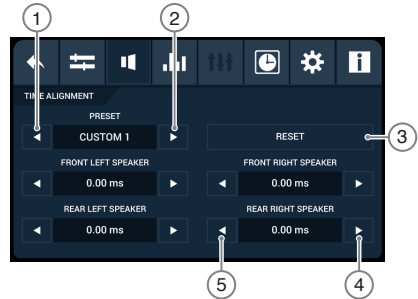 1 2
TIME ALIGNMENT
PRESET
CUSTOM 1 RESET 3
FRONT LEFT SPEAKER FRONT RIGHT SPEAKER
0.00 ms 0.00 ms
REAR LEFT SPEAKER REAR RIGHT SPEAKER
0.00 ms 0.00 ms
5 4